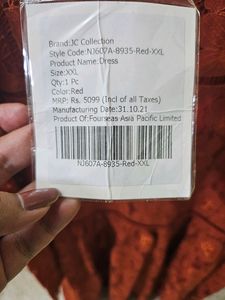 Brand:JC Collection
Style Code:NJ607A-8935-Red-XXL
Product Name:Dress
Size:XXL
Qty:1 Pc
Color:Red
MRP: Rs. 5099 (Incl of all Taxes)
Manufacturing Date:31.10.21
Product Of:Fourseas Asia Pacific Limited
NJ607A-8935-Red-XXL